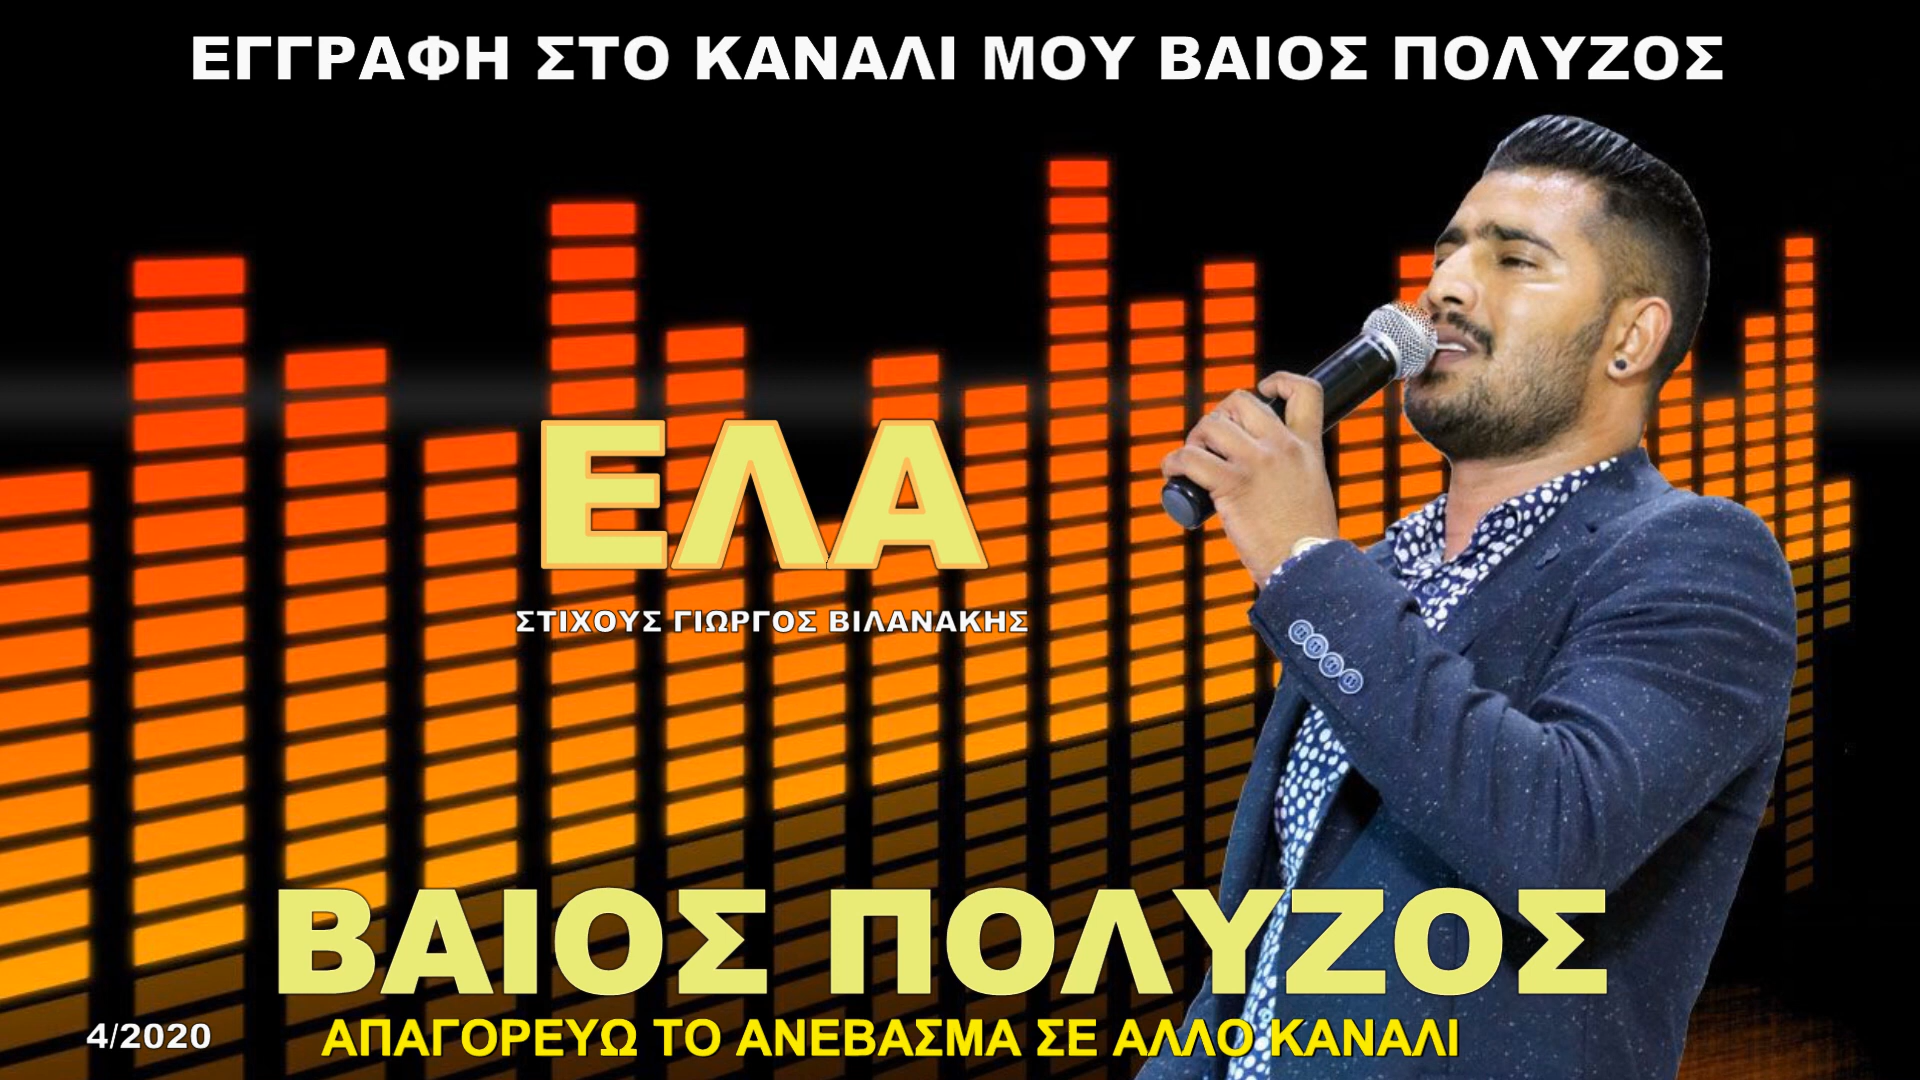 ΕΓΓΡΑΦΗ ΣΤΟ ΚΑΝΑΛΙ ΜΟΥ ΒΑΙΟΣ ΠΟΛΥΖΟΣ
ΕΛΑ
ΣΤΙΧΟΥΣ ΓΙΩΡΓΟΣ ΒΙΛΑΝΑΚΗΣ
ΒΑΙΟΣ ΠΟΛΥΖΟΣ
4/2020 ΑΠΑΓΟΡΕΥΩ ΤΟ ΑΝΕΒΑΣΜΑ ΣΕ ΑΛΛΟ ΚΑΝΑΛΙ